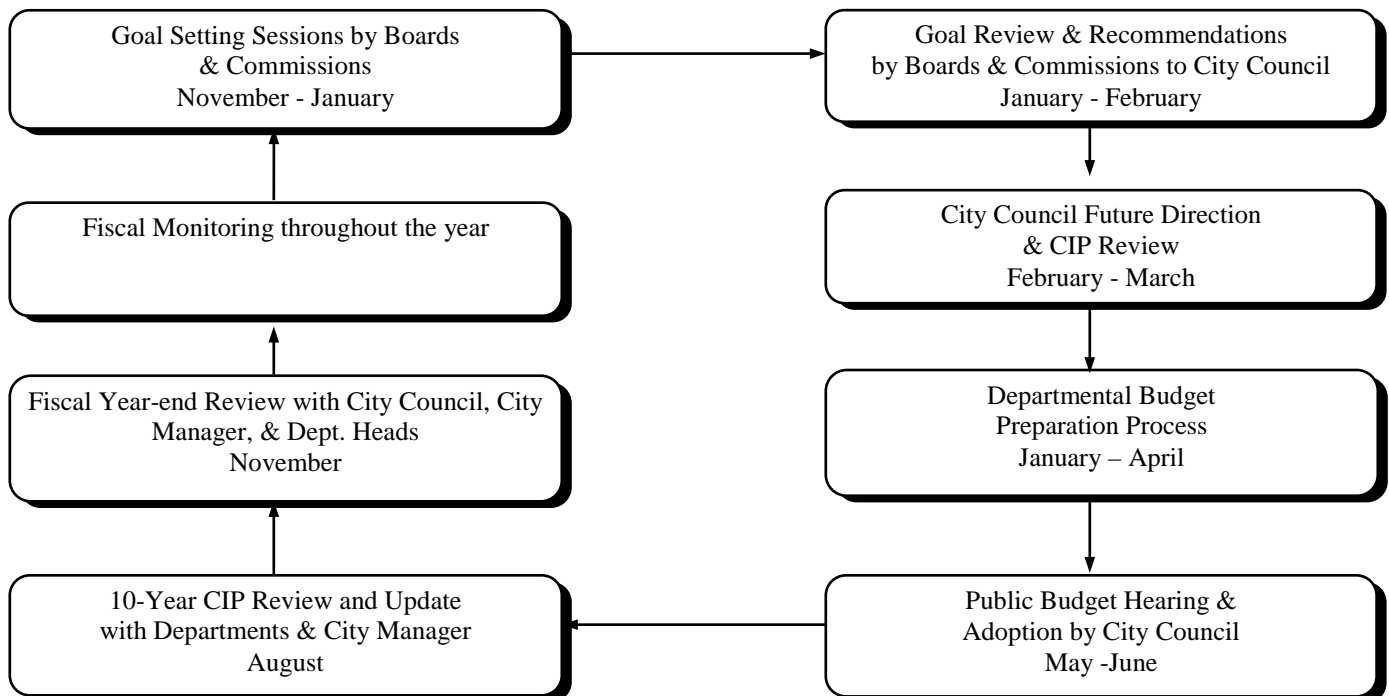 Goal Setting Sessions by Boards
& Commissions
November - January
Goal Review & Recommendations
by Boards & Commissions to City Council
January - February
Fiscal Monitoring throughout the year
City Council Future Direction
& CIP Review
February - March
Fiscal Year-end Review with City Council, City
Manager, & Dept. Heads
November
Departmental Budget
Preparation Process
January – April
10-Year CIP Review and Update
with Departments & City Manager
August
Public Budget Hearing &
Adoption by City Council
May -June